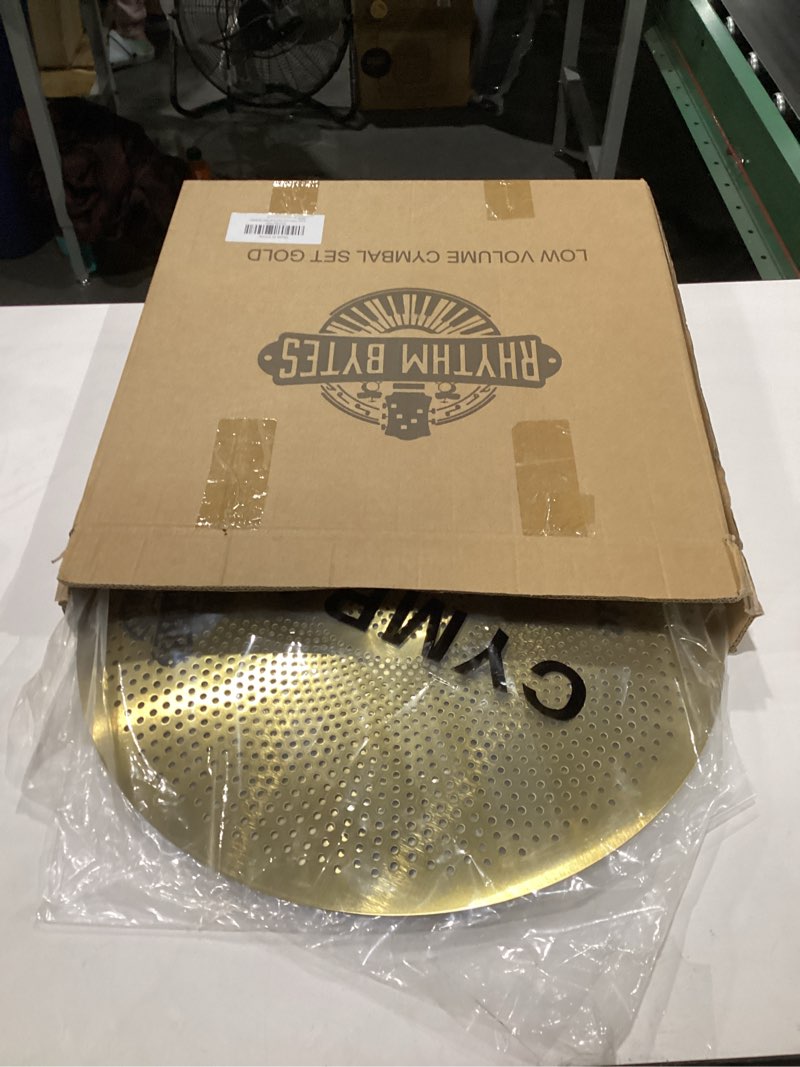 LOW VOLUME CYMBAL SET GOLD
RHYTHM BYTES
CYMB